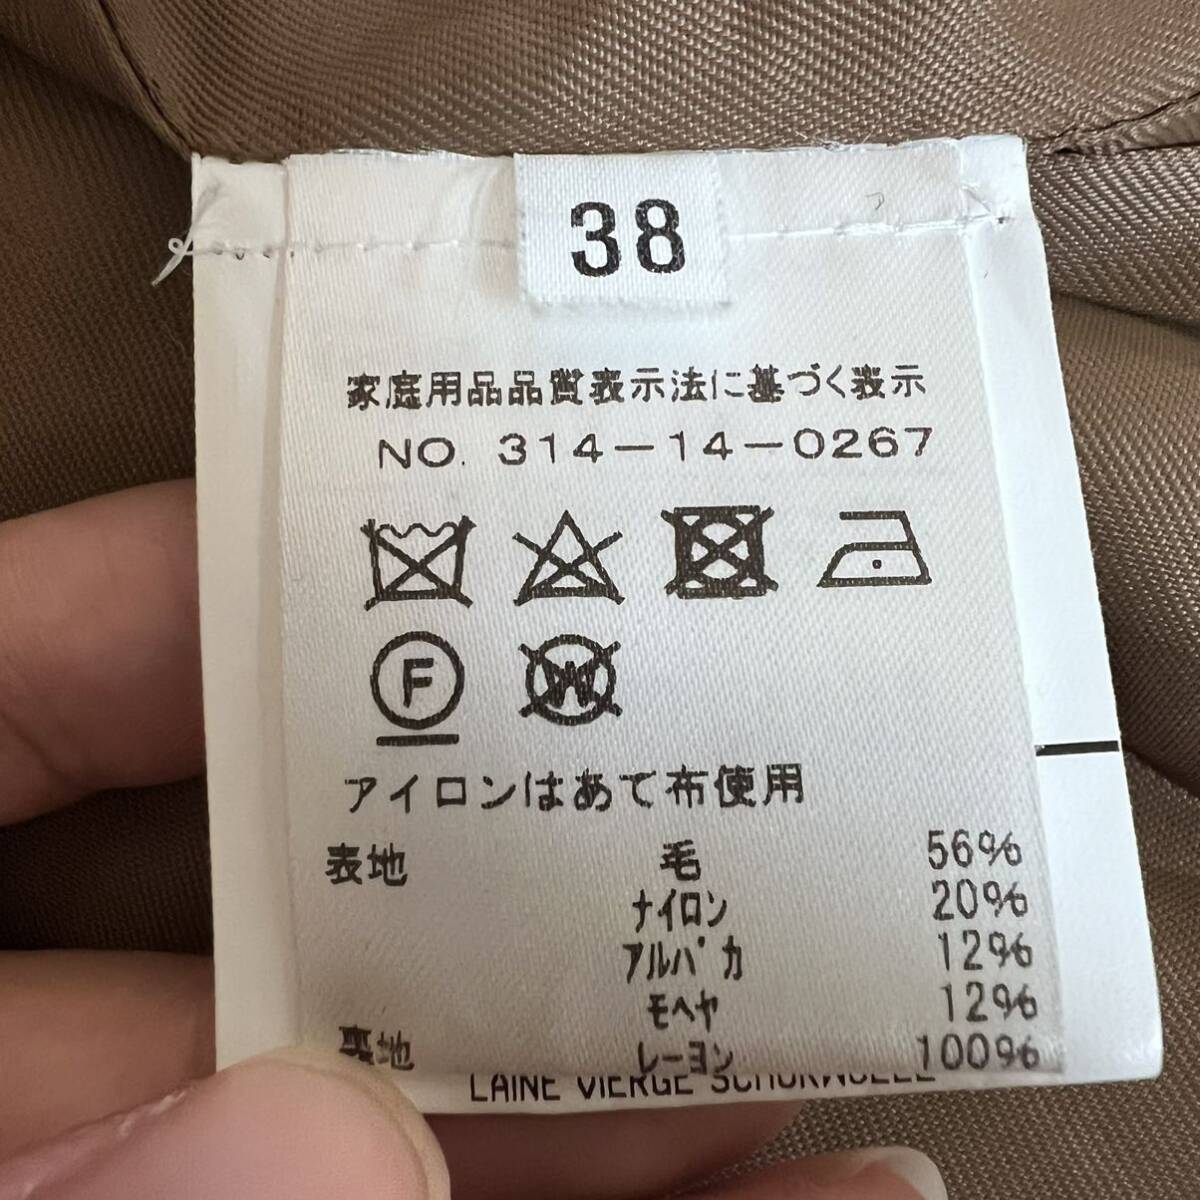 38
家庭用品品質表示法に基づく表示
NO. 314-14-0267
F
W
アイロンはあて布使用
表地 毛 56%
ナイロン 20%
アルパカ 12%
モヘヤ 12%
裏地 レーヨン 100%
LAINE VIERGE SCHURWOLLE